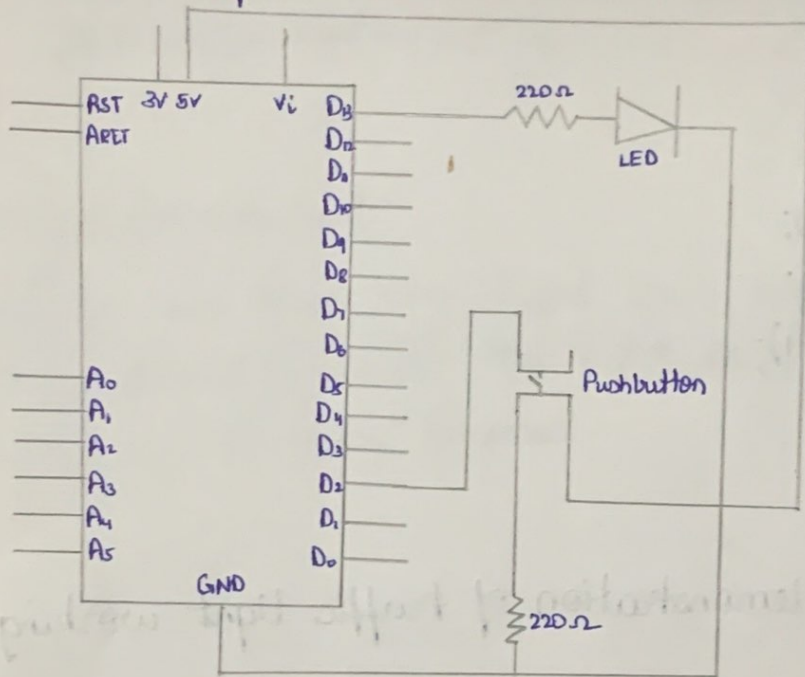 RST 3V 5V Vi D13
AREF D12
D11
D10
D9
D8
D7
D6
A0 D5
A1 D4
A2 D3
A3 D2
A4 D1
A5 D0
GND
220Ω
LED
Pushbutton
220Ω